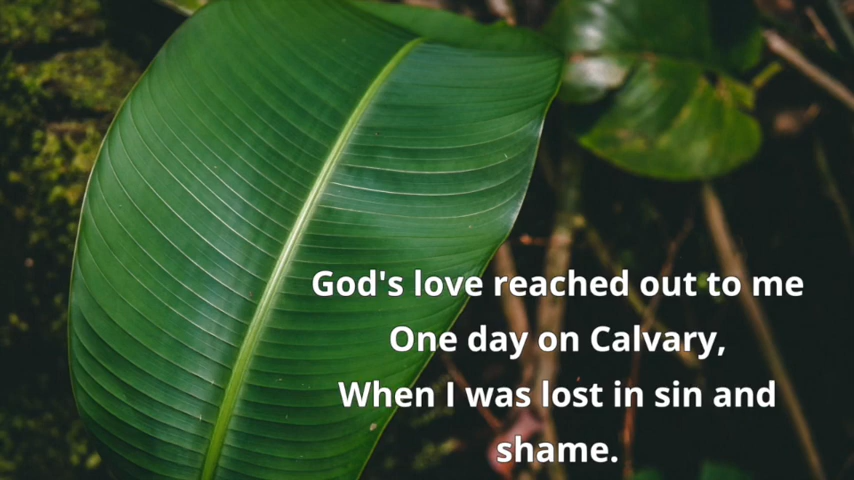 God's love reached out to me
One day on Calvary,
When I was lost in sin and
shame.